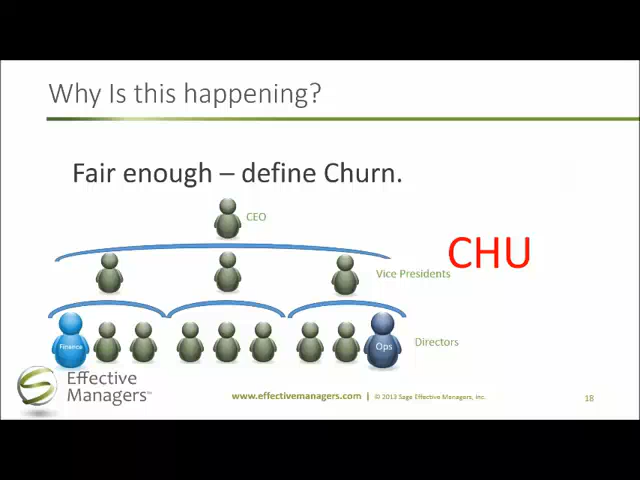 Why Is this happening?
Fair enough – define Churn.
CEO
CHU
Vice Presidents
Finance
Ops
Directors
Effective
Managers™
www.effectivemanagers.com | © 2013 Sage Effective Managers, Inc.
18